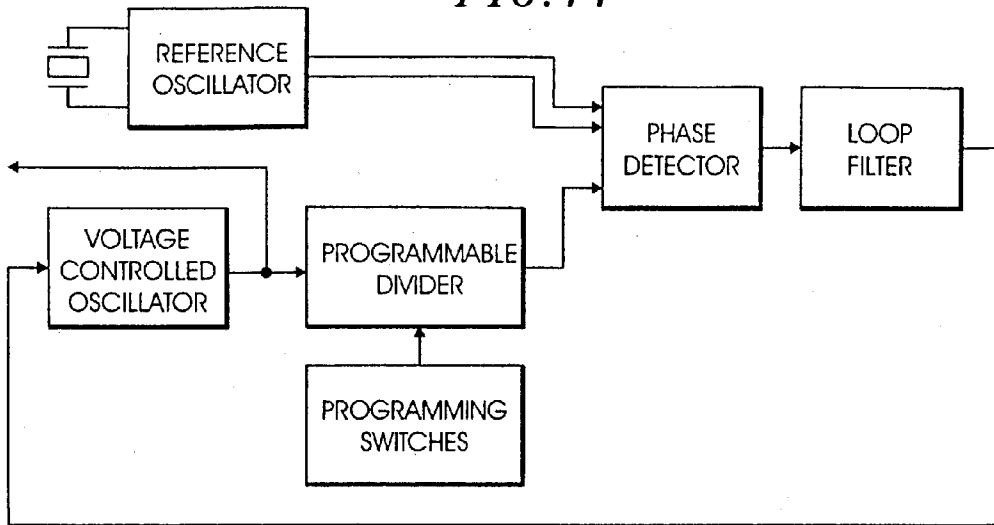 REFERENCE
OSCILLATOR
PHASE
DETECTOR
LOOP
FILTER
VOLTAGE
CONTROLLED
OSCILLATOR
PROGRAMMABLE
DIVIDER
PROGRAMMING
SWITCHES